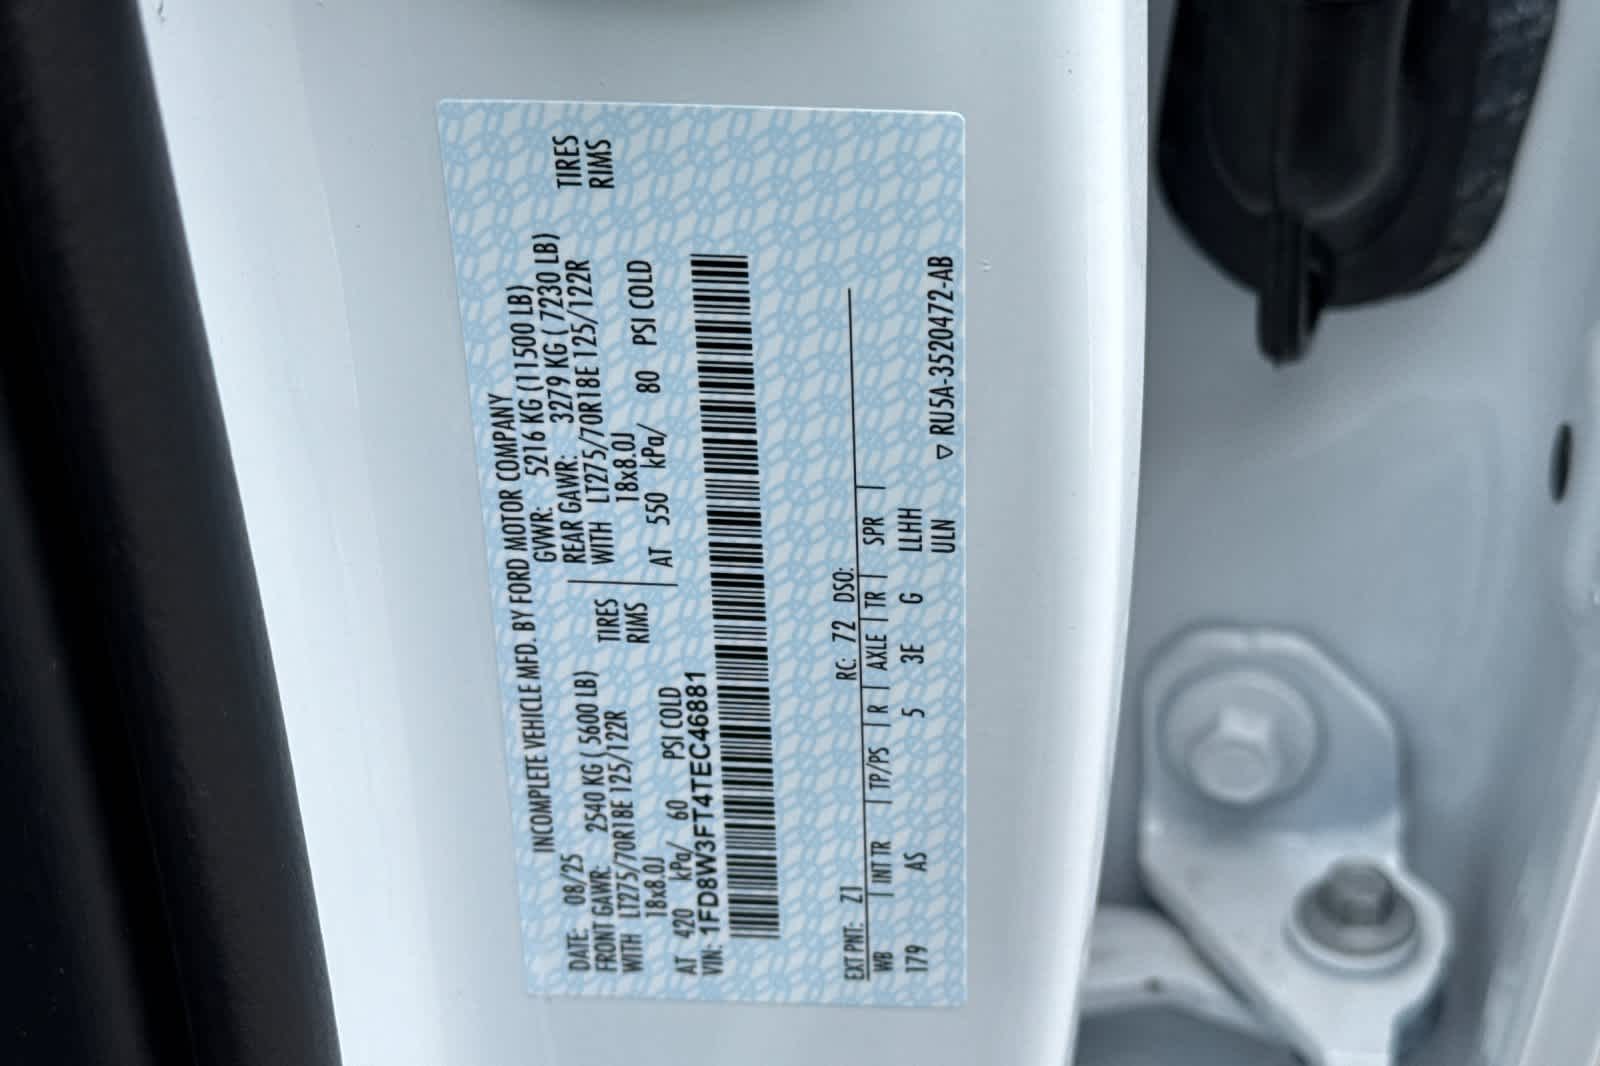 INCOMPLETE VEHICLE MFD. BY FORD MOTOR COMPANY
DATE: 08/25 GVWR: 5216 KG (11500 LB)
FRONT GAWR: 2540 KG ( 5600 LB) REAR GAWR: 3279 KG ( 7230 LB)
WITH LT275/70R18E 125/122R TIRES WITH LT275/70R18E 125/122R TIRES
18x8.0J RIMS 18x8.0J RIMS
AT 420 kPa/ 60 PSI COLD AT 550 kPa/ 80 PSI COLD
VIN: 1FD8W3FT4TEC46881
EXT PNT: Z1 RC: 72 DSO:
WB | INT TR | TP/PS | R | AXLE | TR | SPR |
179 AS 5 3E G LLHH
ULN ▽ RU5A-3520472-AB